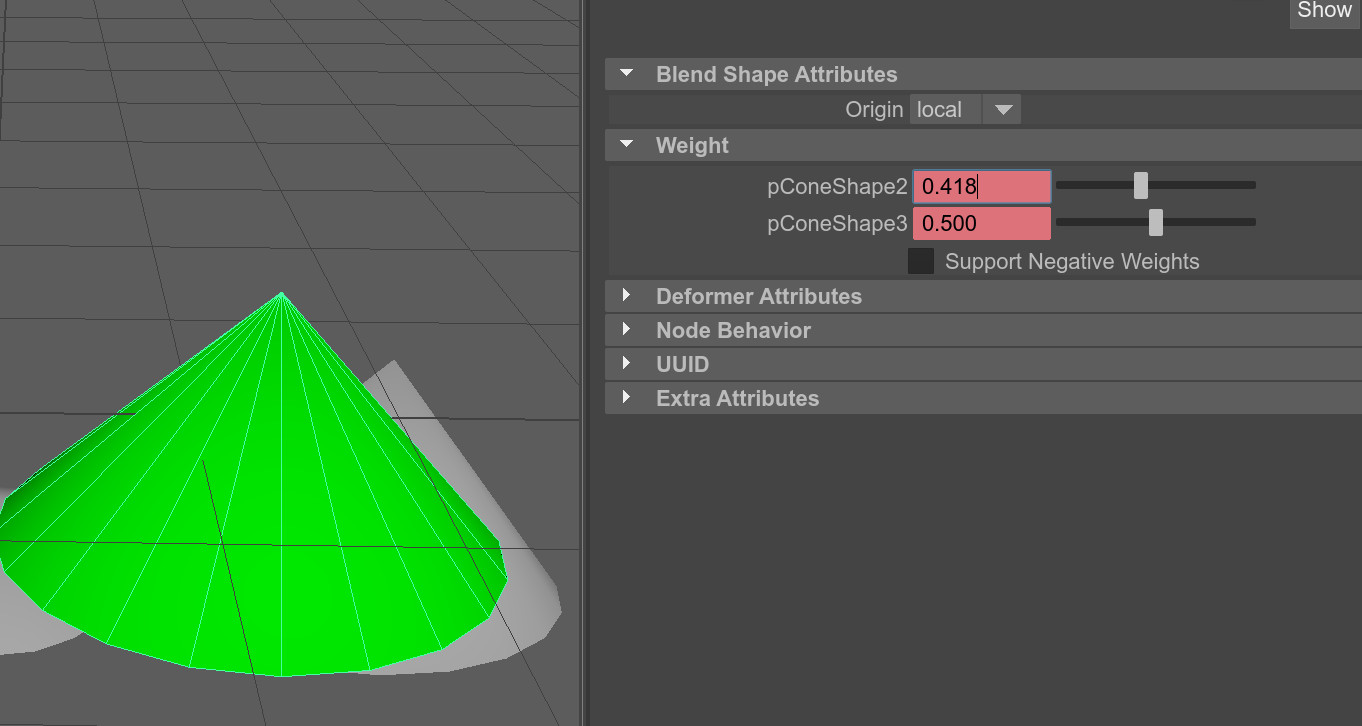 Show
Blend Shape Attributes
Origin local
Weight
pConeShape2 0.418
pConeShape3 0.500
Support Negative Weights
Deformer Attributes
Node Behavior
UUID
Extra Attributes